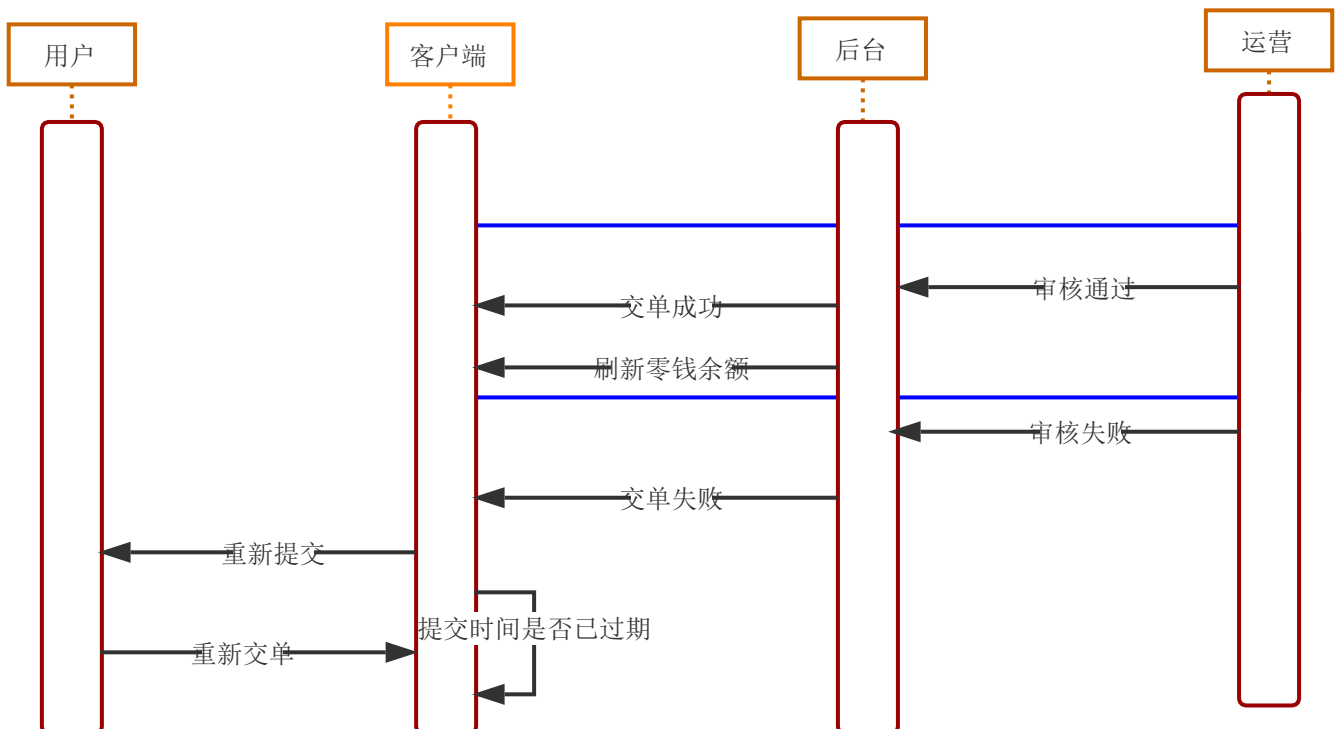 用户
客户端
后台
运营
审核通过
交单成功
刷新零钱余额
审核失败
交单失败
重新提交
提交时间是否已过期
重新交单